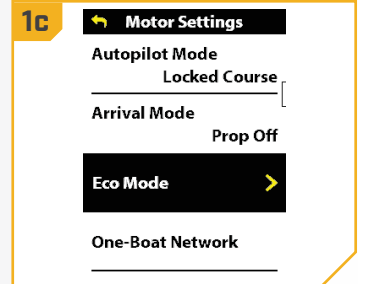 1c
Motor Settings
Autopilot Mode
Locked Course
Arrival Mode
Prop Off
Eco Mode
One-Boat Network